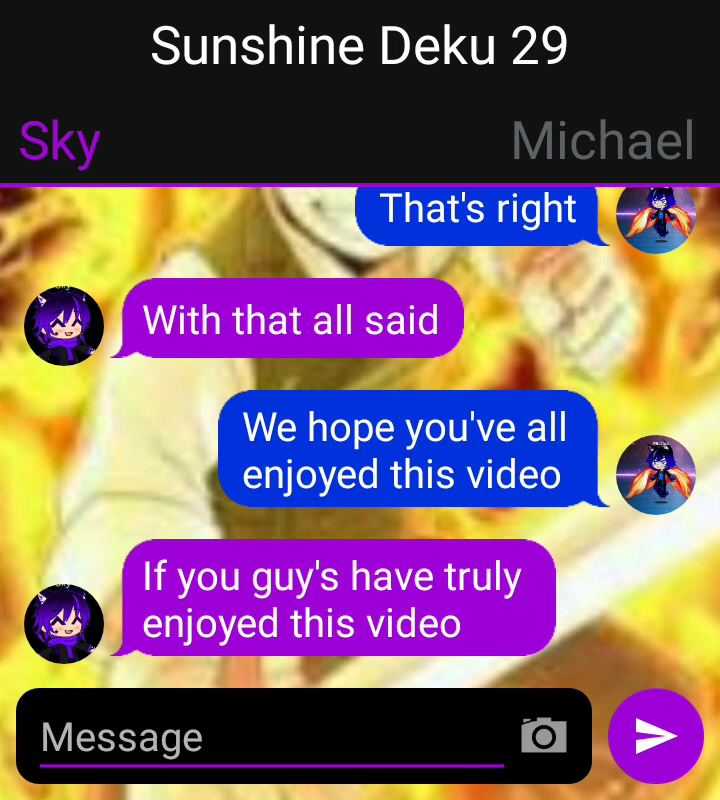 Sunshine Deku 29
Sky
Michael
That's right
With that all said
We hope you've all
enjoyed this video
If you guy's have truly
enjoyed this video
Message